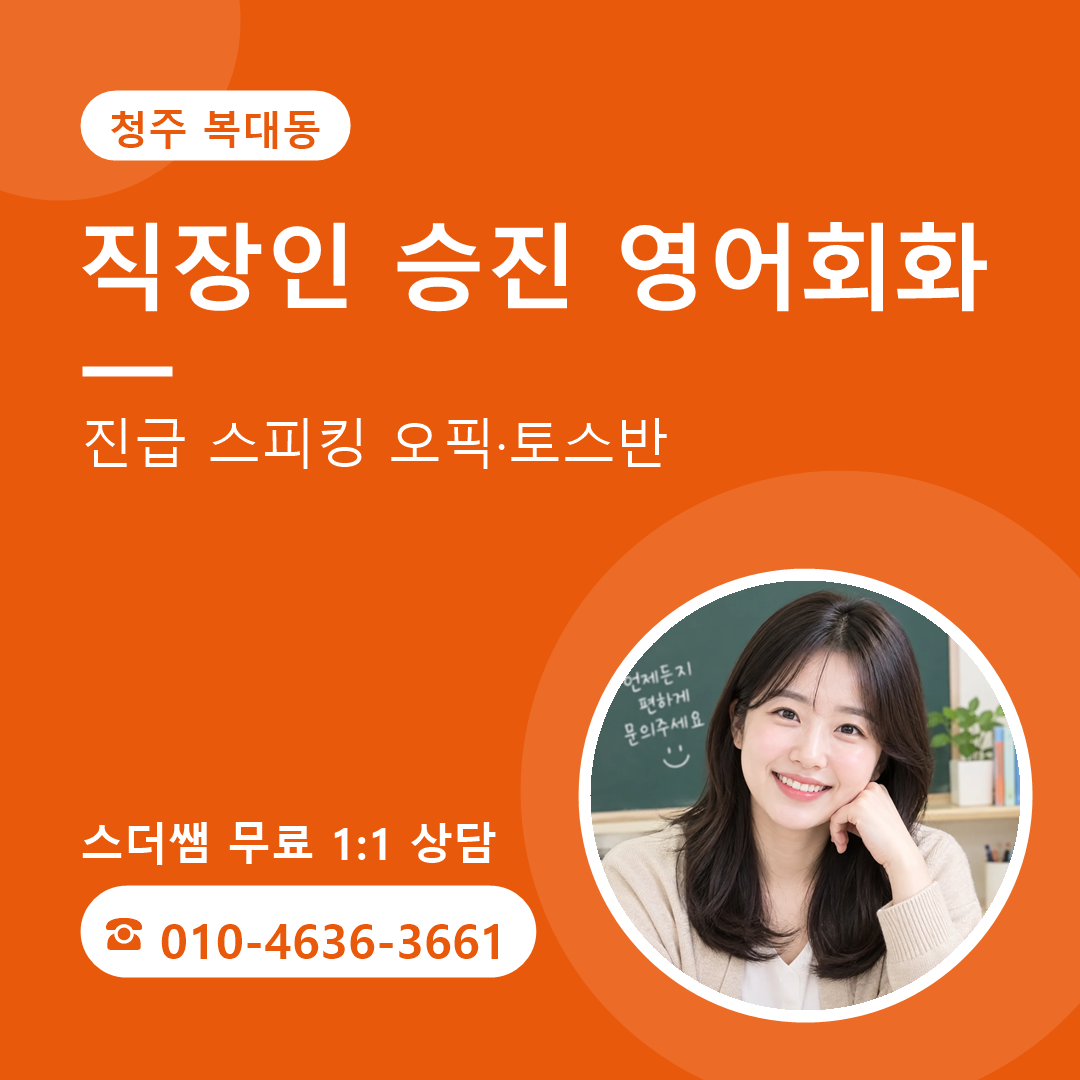 청주 복대동
직장인 승진 영어회화
진급 스피킹 오픽·토스반
언제든지
편하게
문의주세요
스더쌤 무료 1:1 상담
☎ 010-4636-3661